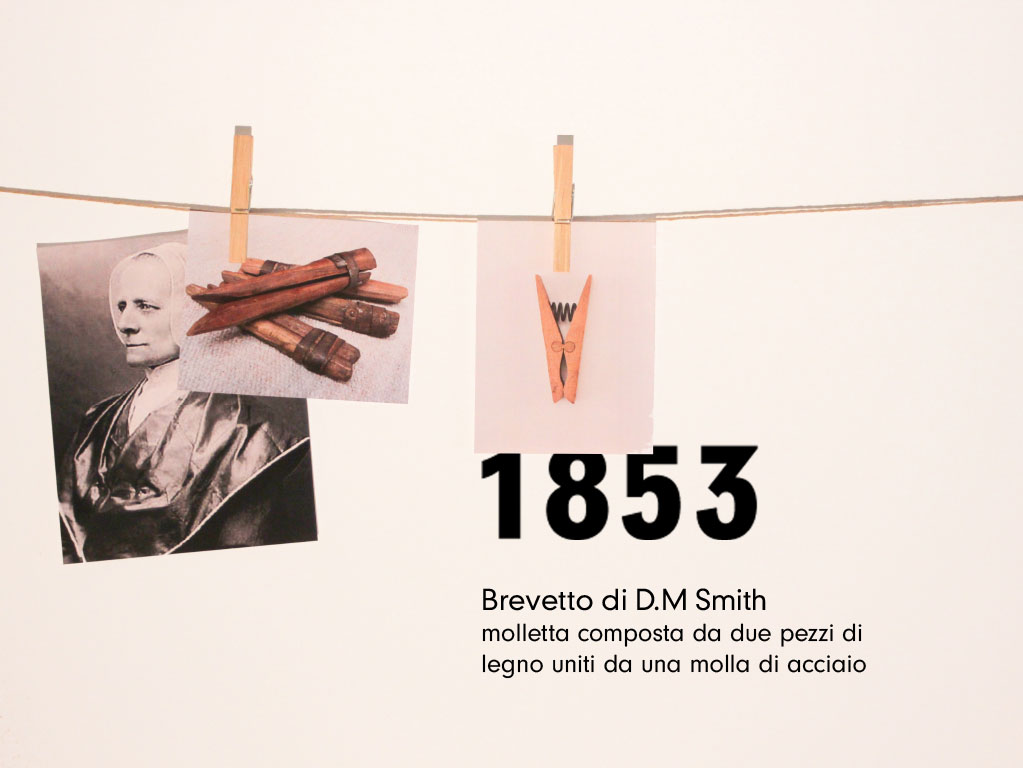 1853
Brevetto di D.M Smith
molletta composta da due pezzi di
legno uniti da una molla di acciaio